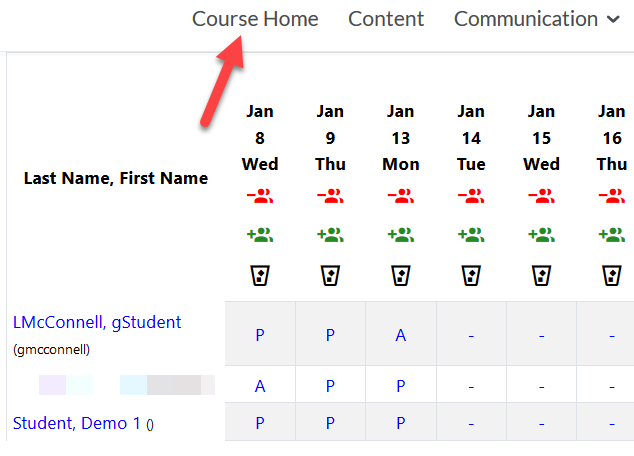 Course Home Content Communication
Jan Jan Jan Jan Jan Jan
8 9 13 14 15 16
Last Name, First Name Wed Thu Mon Tue Wed Thu
LMcConnell, gStudent P P A - - -
(gmcconnell)
A P P - - -
Student, Demo 1 () P P P - - -